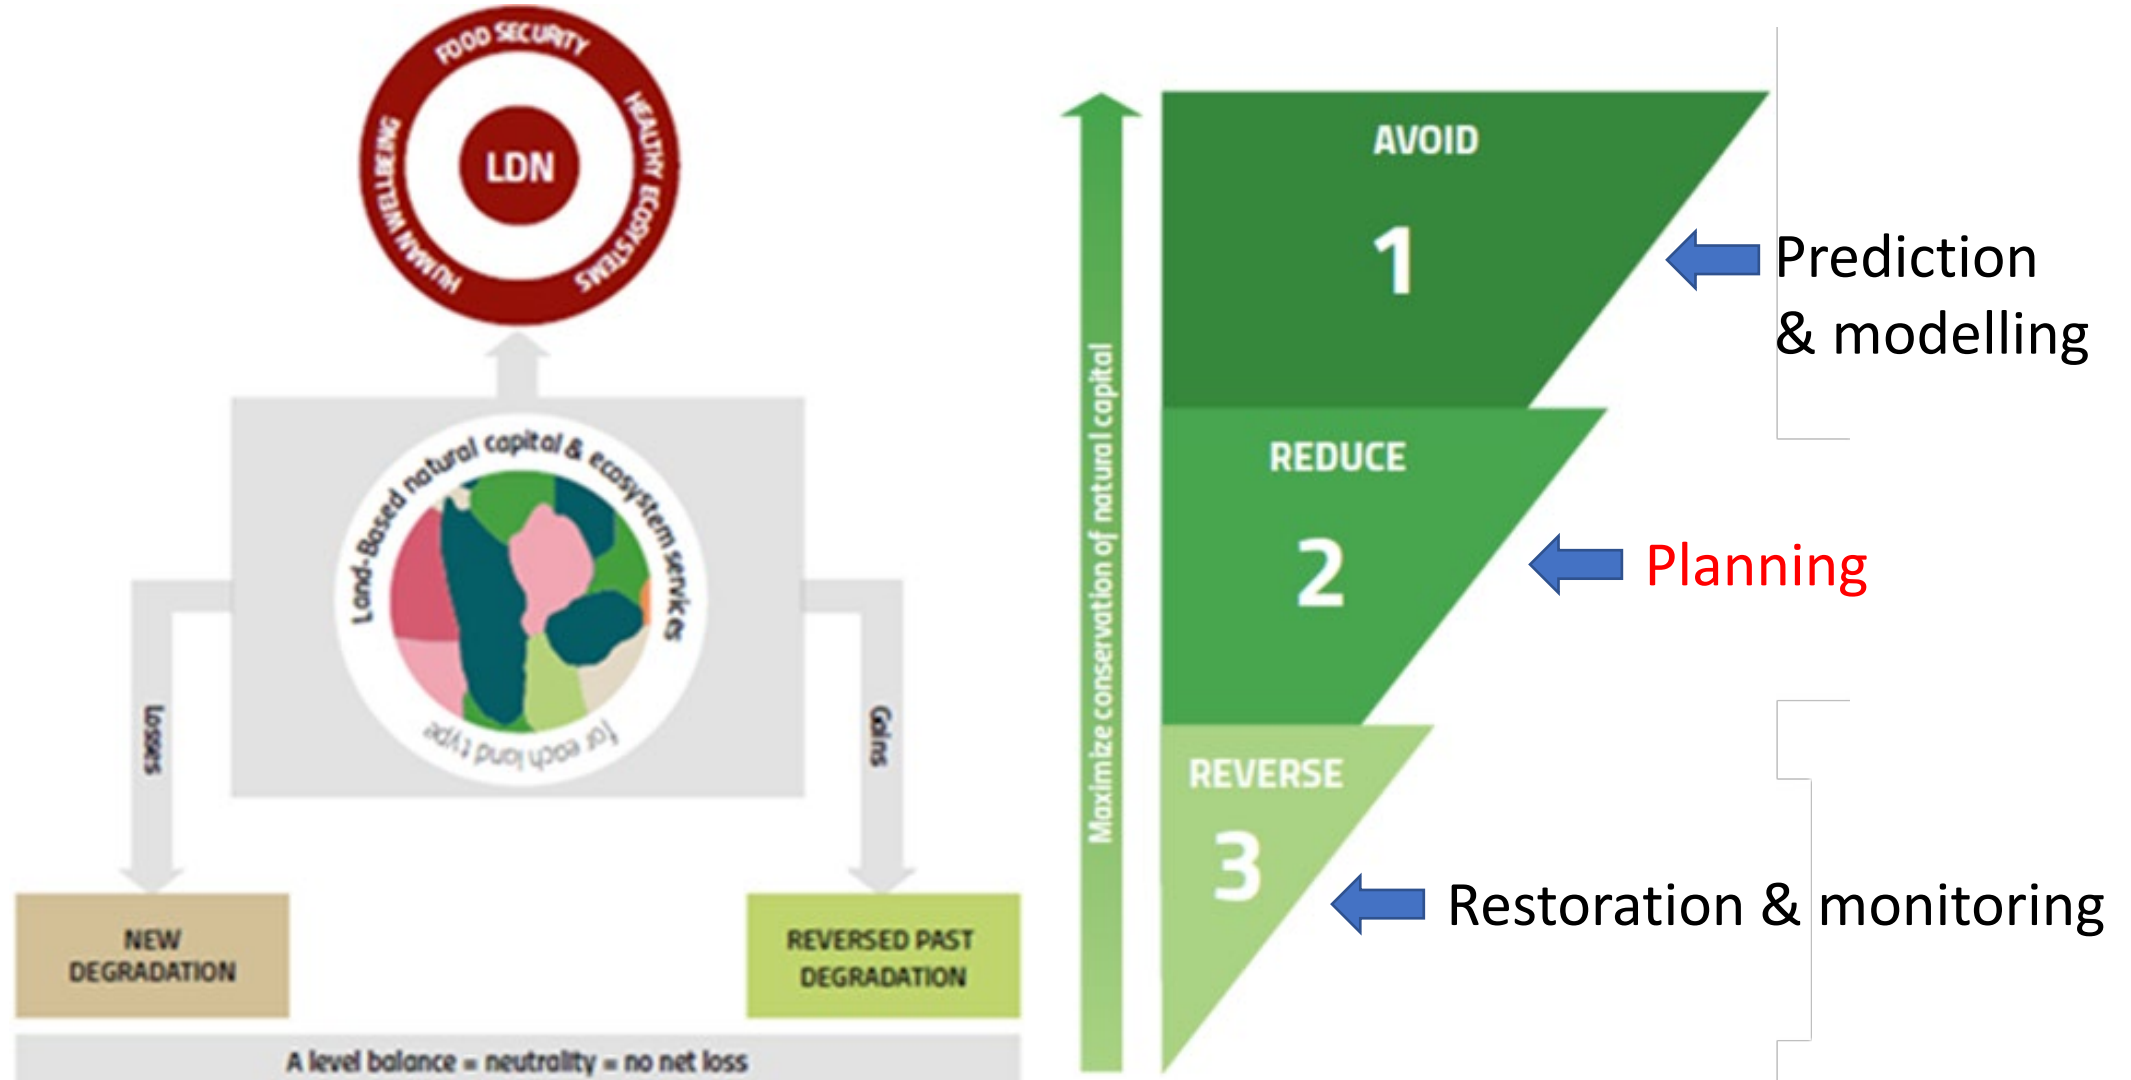 FOOD SECURITY
HEALTHY ECOSYSTEMS
HUMAN WELLBEING
LDN
Land-Based natural capital & ecosystem services
for each land type
Losses
Gains
NEW
DEGRADATION
REVERSED PAST
DEGRADATION
A level balance = neutrality = no net loss
Maximize conservation of natural capital
AVOID
1
Prediction
& modelling
REDUCE
2
Planning
REVERSE
3
Restoration & monitoring